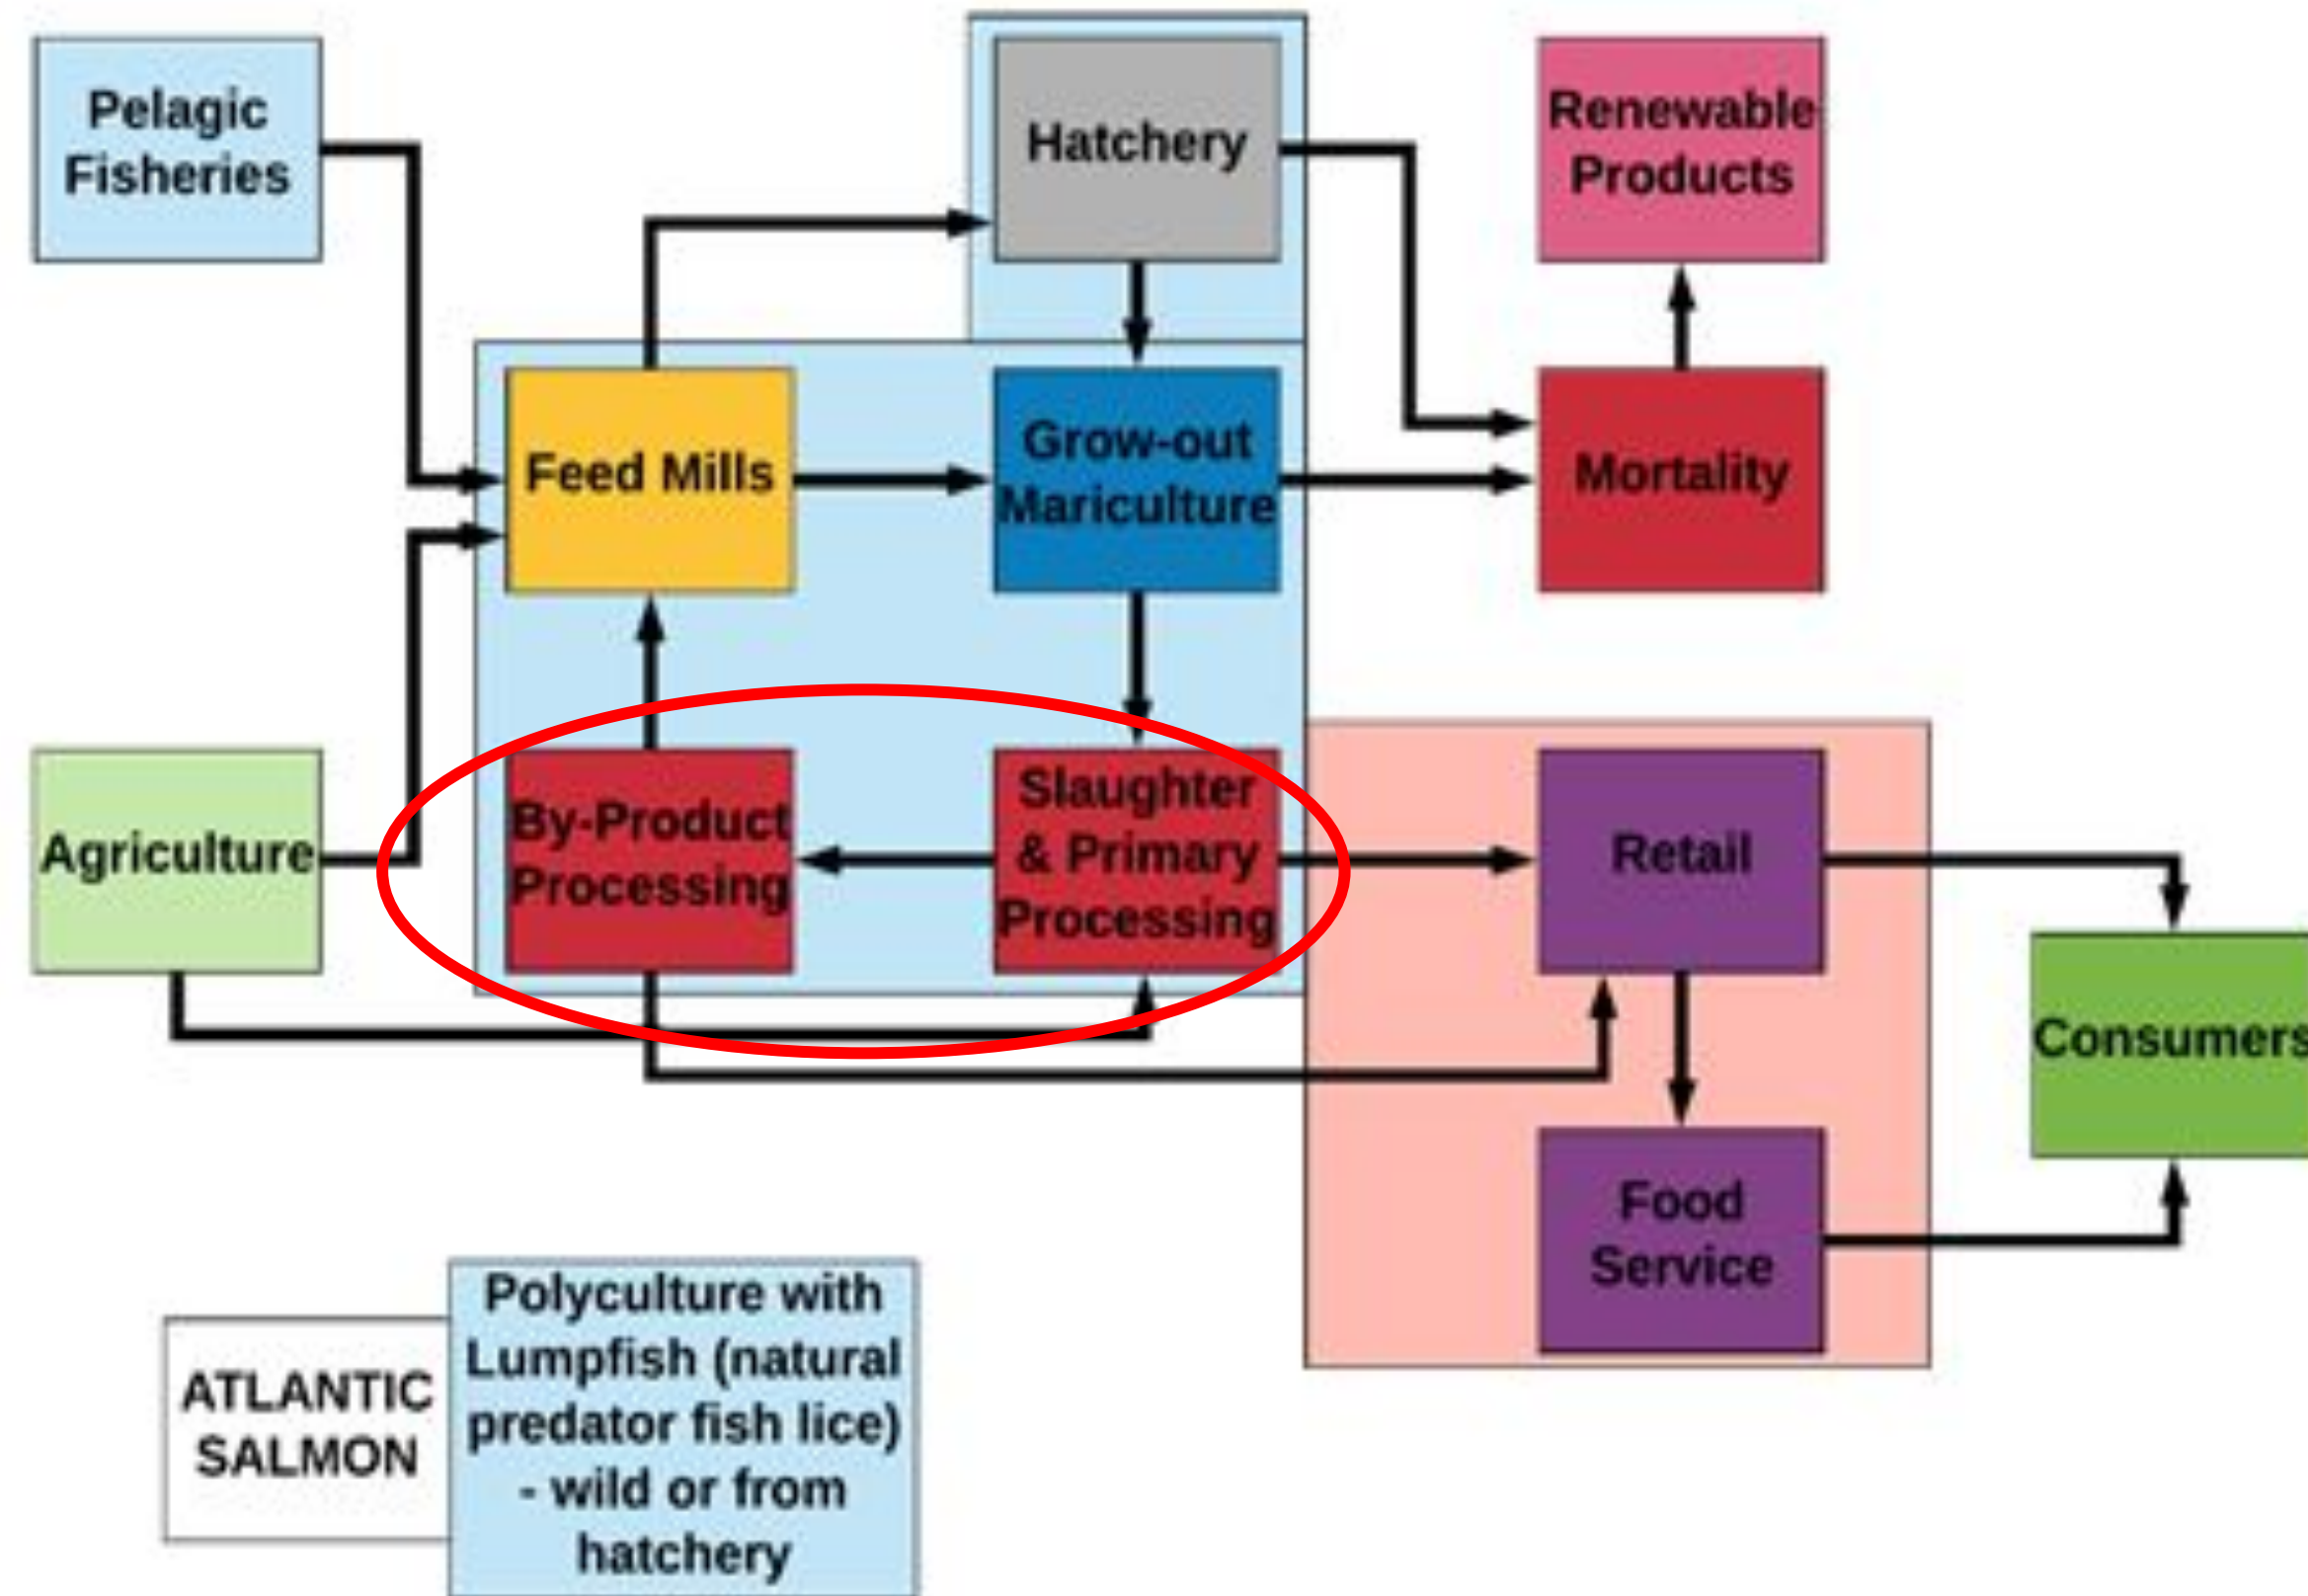 Pelagic
Fisheries
Hatchery
Renewable
Products
Feed Mills
Grow-out
Mariculture
Mortality
Agriculture
By-Product
Processing
Slaughter
& Primary
Processing
Retail
Consumers
Food
Service
ATLANTIC
SALMON
Polyculture with
Lumpfish (natural
predator fish lice)
- wild or from
hatchery